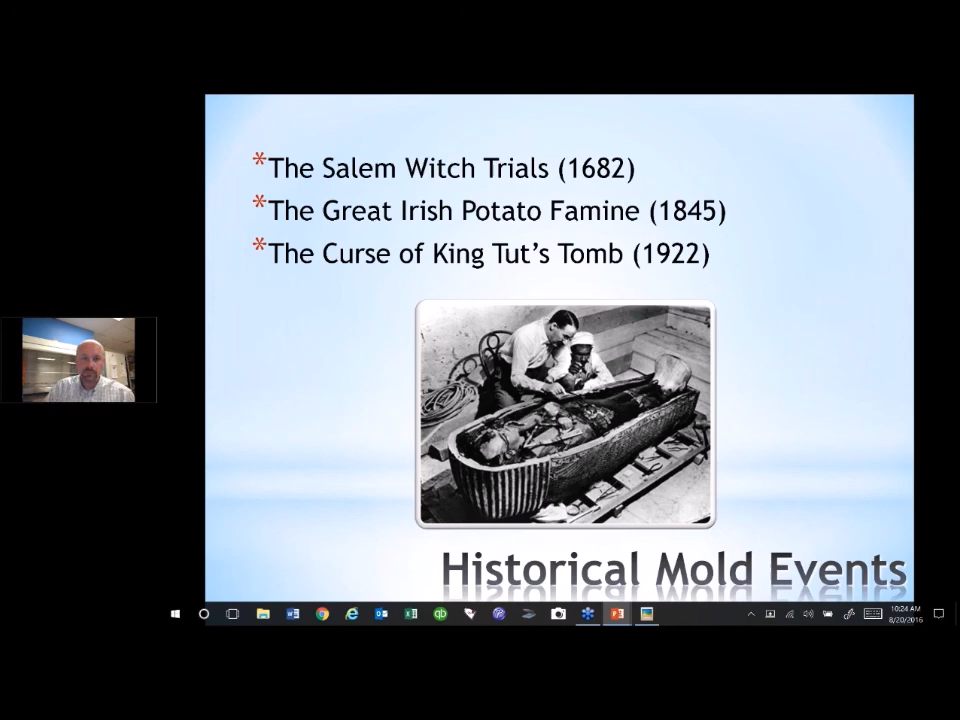 *The Salem Witch Trials (1682)
*The Great Irish Potato Famine (1845)
*The Curse of King Tut's Tomb (1922)
Historical Mold Events
10:24 AM
8/20/2016